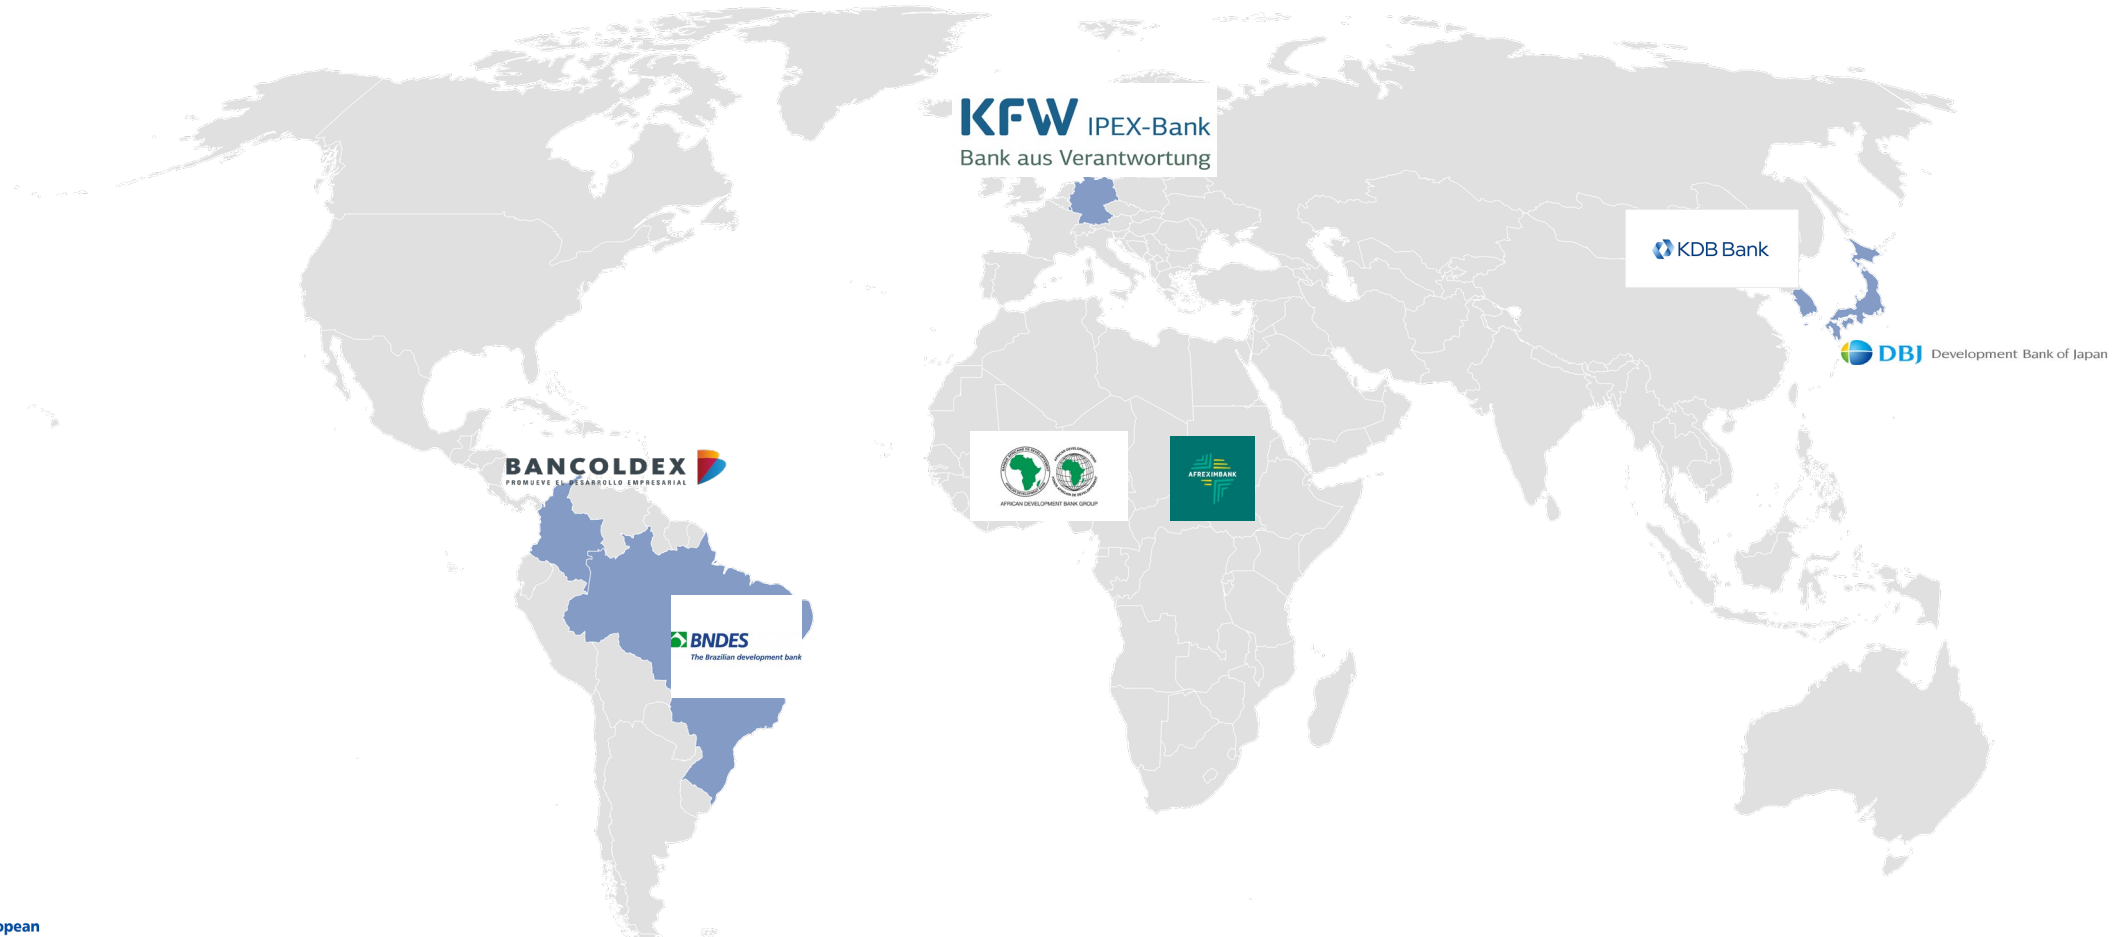 KFW IPEX-Bank
Bank aus Verantwortung
KDB Bank
DBJ Development Bank of Japan
BANCOLDEX
PROMUEVE EL DESARROLLO EMPRESARIAL
AFRICAN DEVELOPMENT BANK GROUP
AFREXIMBANK
BNDES
The Brazilian development bank
opean